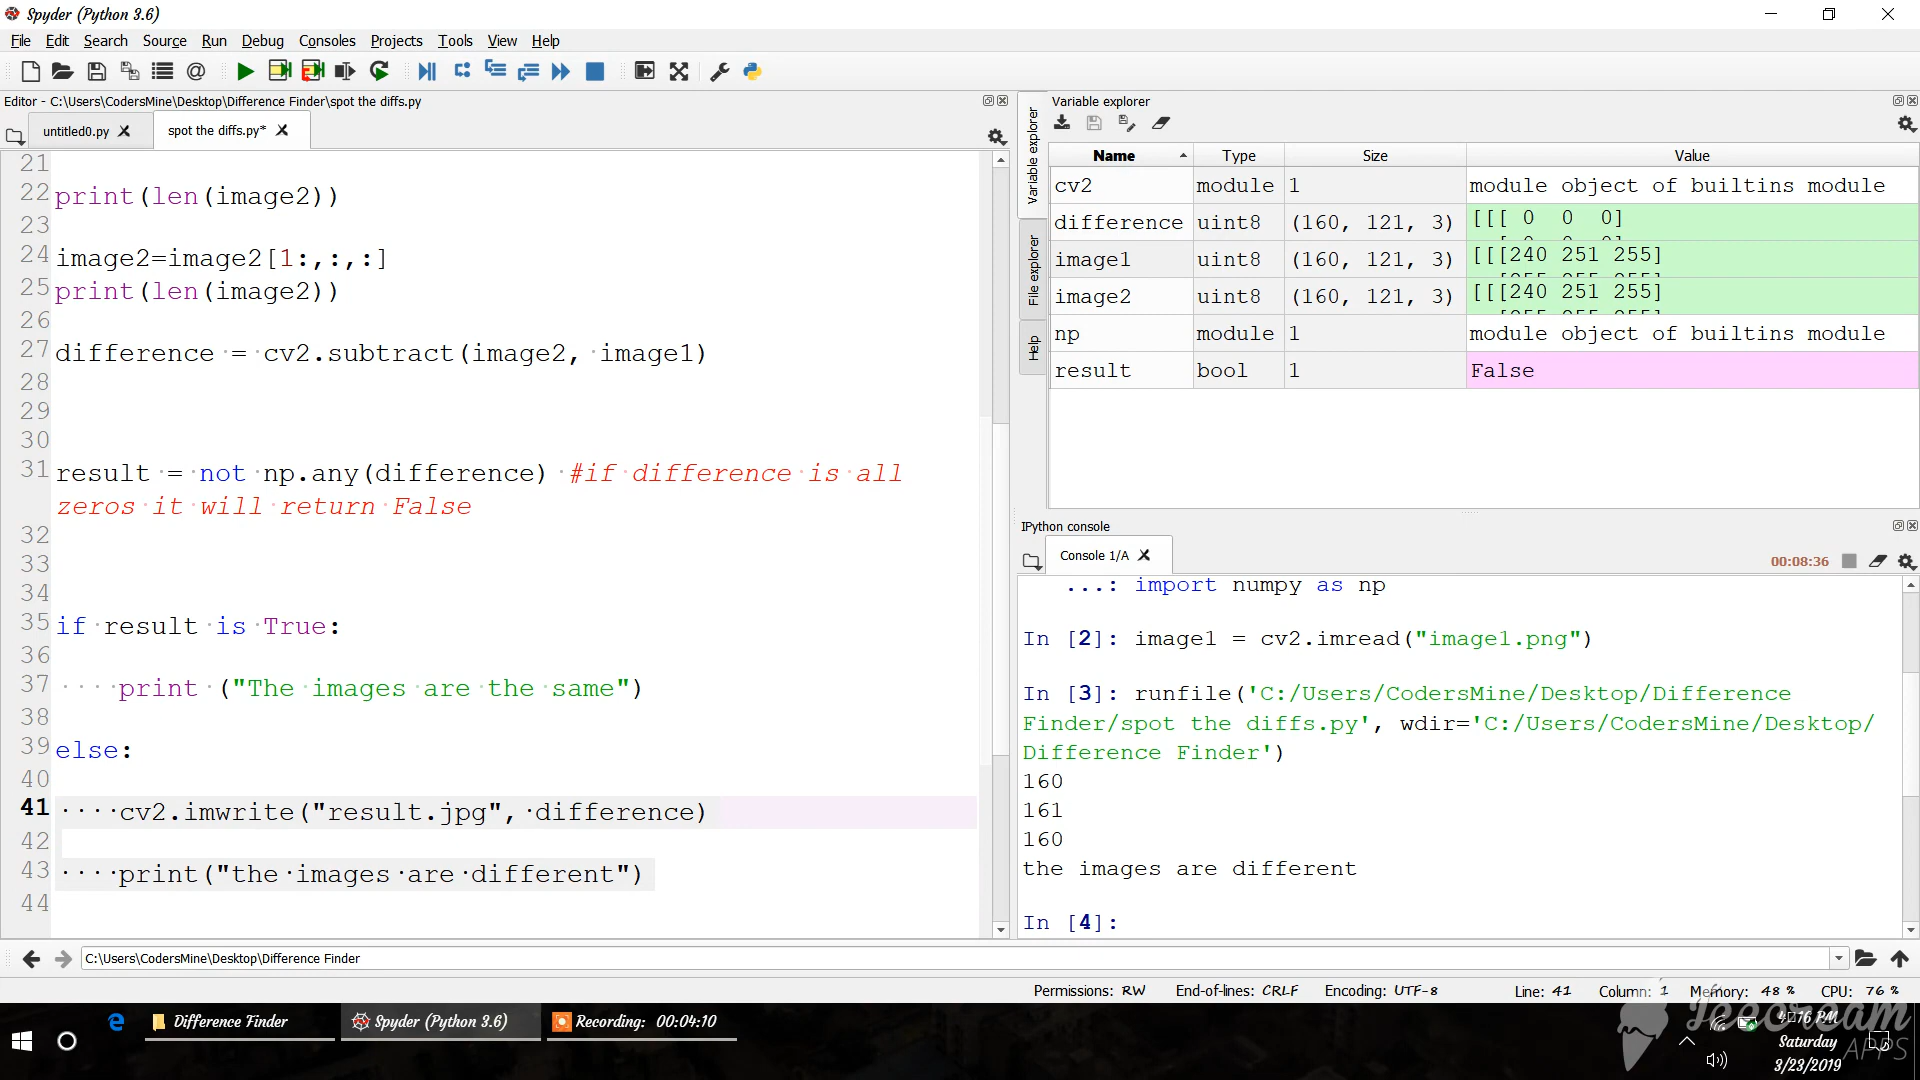 Spyder (Python 3.6)
File Edit Search Source Run Debug Consoles Projects Tools View Help
Editor - C:\Users\CodersMine\Desktop\Difference Finder\spot the diffs.py
untitled0.py
spot the diffs.py*
21
22 print(len(image2))
23
24 image2=image2[1:,:,:]
25 print(len(image2))
26
27 difference = cv2.subtract(image2, image1)
28
29
30
31 result = not np.any(difference) #if difference is all
zeros it will return False
32
33
34
35 if result is True:
36
37 print ("The images are the same")
38
39 else:
40
41 cv2.imwrite("result.jpg", difference)
42
43 print("the images are different")
44
Variable explorer
Variable explorer
File explorer
Help
Name Type Size Value
cv2 module 1 module object of builtins module
difference uint8 (160, 121, 3) [[[ 0 0 0]
image1 uint8 (160, 121, 3) [[[240 251 255]
image2 uint8 (160, 121, 3) [[[240 251 255]
np module 1 module object of builtins module
result bool 1 False
IPython console
Console 1/A
00:08:36
...: import numpy as np
In [2]: image1 = cv2.imread("image1.png")
In [3]: runfile('C:/Users/CodersMine/Desktop/Difference
Finder/spot the diffs.py', wdir='C:/Users/CodersMine/Desktop/
Difference Finder')
160
161
160
the images are different
In [4]:
C:\Users\CodersMine\Desktop\Difference Finder
Permissions: RW End-of-lines: CRLF Encoding: UTF-8 Line: 41 Column: 1 Memory: 48 % CPU: 76 %
Difference Finder
Spyder (Python 3.6)
Recording: 00:04:10
Icecream
APPS
PM
Saturday
3/23/2019